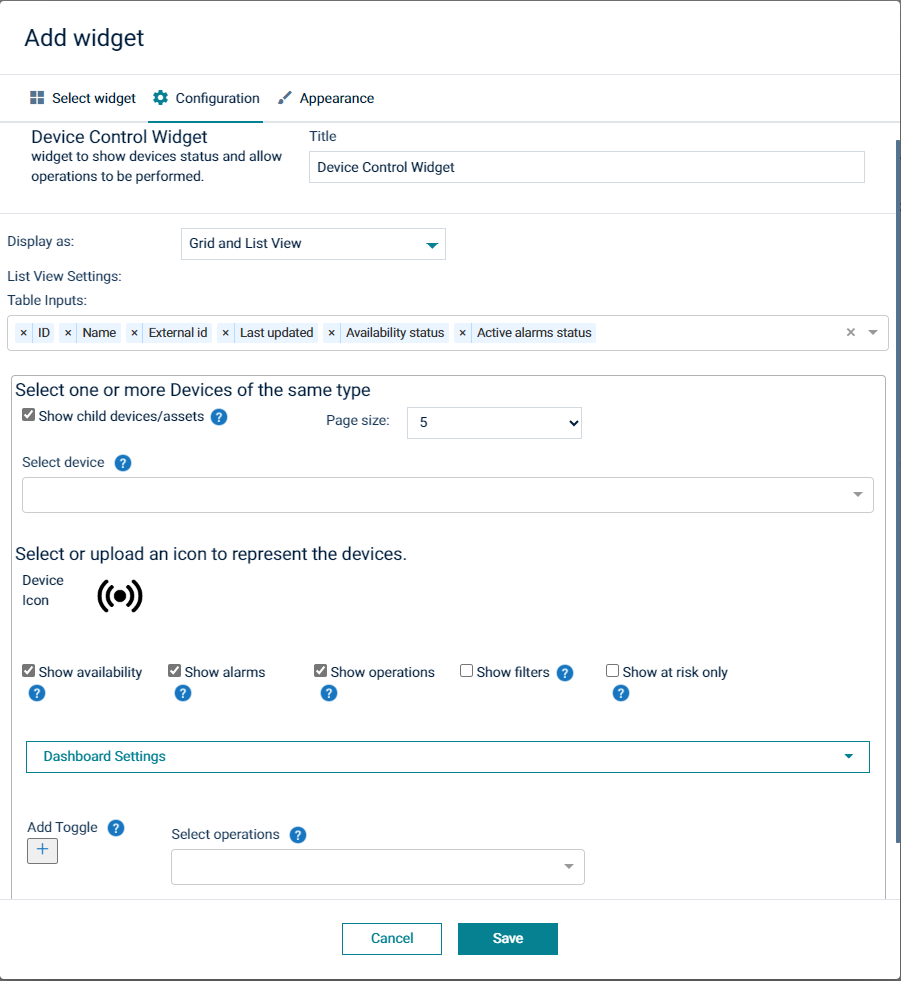 Add widget
Select widget Configuration Appearance
Device Control Widget
widget to show devices status and allow
operations to be performed.
Title
Device Control Widget
Display as: Grid and List View
List View Settings:
Table Inputs:
× ID × Name × External id × Last updated × Availability status × Active alarms status ×
Select one or more Devices of the same type
Show child devices/assets ? Page size: 5
Select device ?
Select or upload an icon to represent the devices.
Device
Icon
Show availability ? Show alarms ? Show operations ? Show filters ? Show at risk only ?
Dashboard Settings
Add Toggle ?
+
Select operations ?
Cancel Save